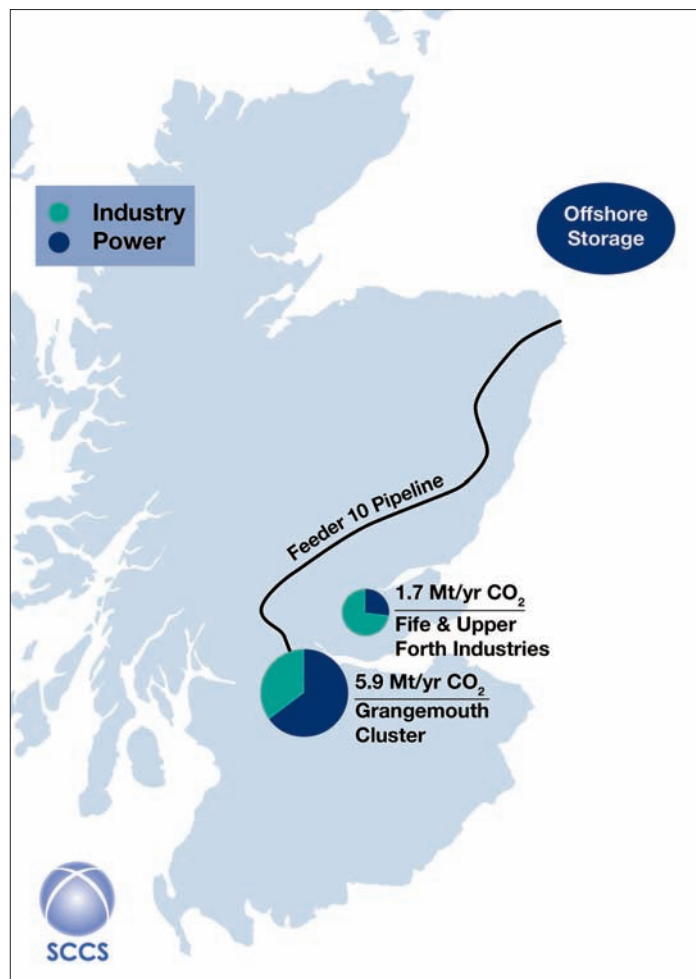 Industry
Power
Offshore
Storage
Feeder 10 Pipeline
1.7 Mt/yr CO₂
Fife & Upper
Forth Industries
5.9 Mt/yr CO₂
Grangemouth
Cluster
SCCS